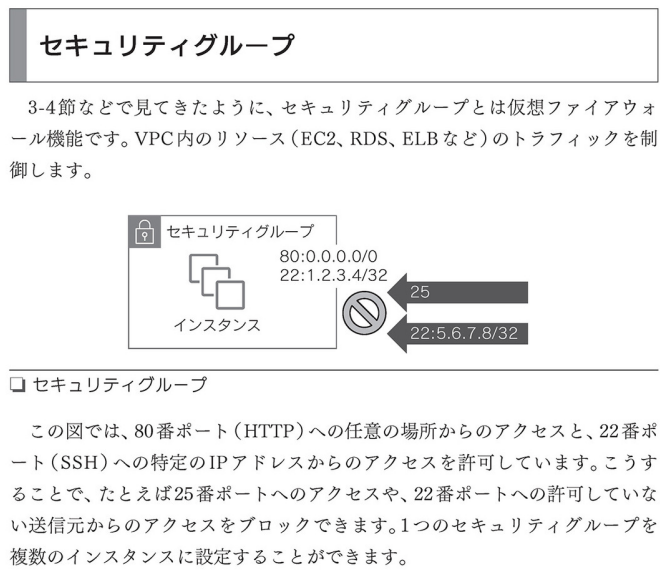 セキュリティグループ
3-4節などで見てきたように、セキュリティグループとは仮想ファイアウォ
ール機能です。VPC内のリソース（EC2、RDS、ELBなど）のトラフィックを制
御します。
セキュリティグループ
80:0.0.0.0/0
22:1.2.3.4/32
25
インスタンス
22:5.6.7.8/32
セキュリティグループ
この図では、80番ポート（HTTP）への任意の場所からのアクセスと、22番ポ
ート（SSH）への特定のIPアドレスからのアクセスを許可しています。こうす
ることで、たとえば25番ポートへのアクセスや、22番ポートへの許可していな
い送信元からのアクセスをブロックできます。1つのセキュリティグループを
複数のインスタンスに設定することができます。